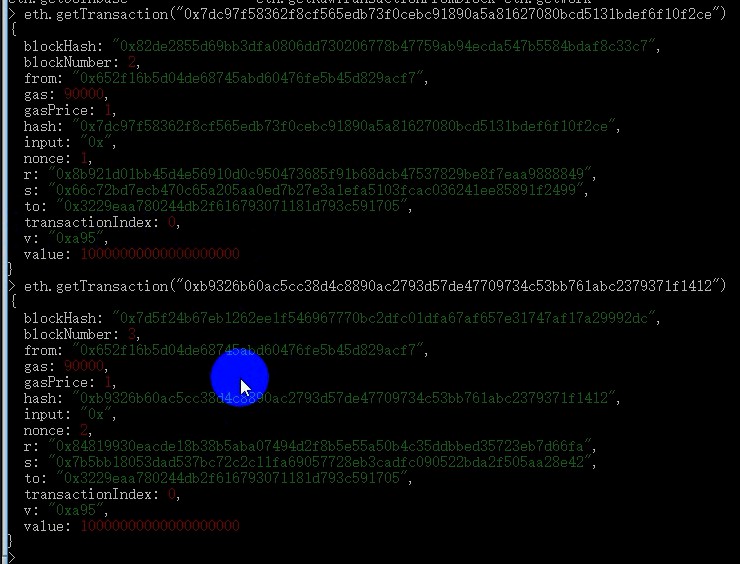 > eth.getTransaction("0x7dc97f58362f8cf565edb73f0cebc91890a5a81627080bcd5131bdef6f10f2ce")
{
blockHash: "0x82de2855d69bb3dfa0806dd730206778b47759ab94ecda547b5584bdaf8c33c7",
blockNumber: 2,
from: "0x652f16b5d04de68745abd60476fe5b45d829acf7",
gas: 90000,
gasPrice: 1,
hash: "0x7dc97f58362f8cf565edb73f0cebc91890a5a81627080bcd5131bdef6f10f2ce",
input: "0x",
nonce: 1,
r: "0x8b921d01bb45d4e56910d0c950473685f91b68dcb47537829be8f7eaa9888849",
s: "0x66c72bd7ecb470c65a205aa0ed7b27e3a1efa5103fcac036241ee85891f2499",
to: "0x3229eaa780244db2f616793071181d793c591705",
transactionIndex: 0,
v: "0xa95",
value: 10000000000000000000
}
> eth.getTransaction("0xb9326b60ac5cc38d4c8890ac2793d57de47709734c53bb761abc2379371f1412")
{
blockHash: "0x7d5f24b67eb1262ee1f546967770bc2dfc01dfa67af657e31747af17a29992dc",
blockNumber: 3,
from: "0x652f16b5d04de68745abd60476fe5b45d829acf7",
gas: 90000,
gasPrice: 1,
hash: "0xb9326b60ac5cc38d4c8890ac2793d57de47709734c53bb761abc2379371f1412",
input: "0x",
nonce: 2,
r: "0x84819930eacde18b38b5aba07494d2f8b5e55a50b4c35ddbbed35723eb7d66fa",
s: "0x7b5bb18053dad537bc72c2c11fa69057728eb3cadfc090522bda2f505aa28e42",
to: "0x3229eaa780244db2f616793071181d793c591705",
transactionIndex: 0,
v: "0xa95",
value: 10000000000000000000
}
>